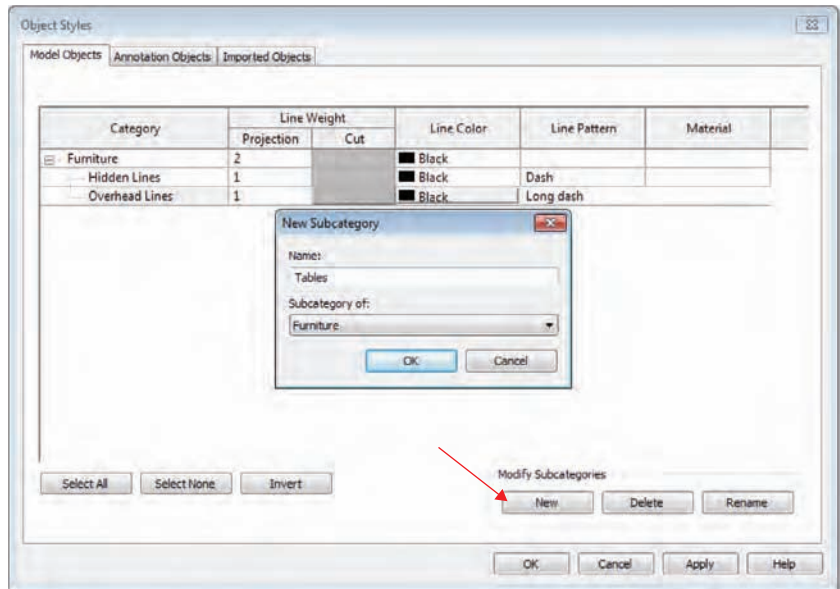 Object Styles
Model Objects Annotation Objects Imported Objects
Category Line Weight Line Color Line Pattern Material
Projection Cut
Furniture 2 Black
Hidden Lines 1 Black Dash
Overhead Lines 1 Black Long dash
New Subcategory
Name:
Tables
Subcategory of:
Furniture
OK Cancel
Modify Subcategories
Select All Select None Invert New Delete Rename
OK Cancel Apply Help